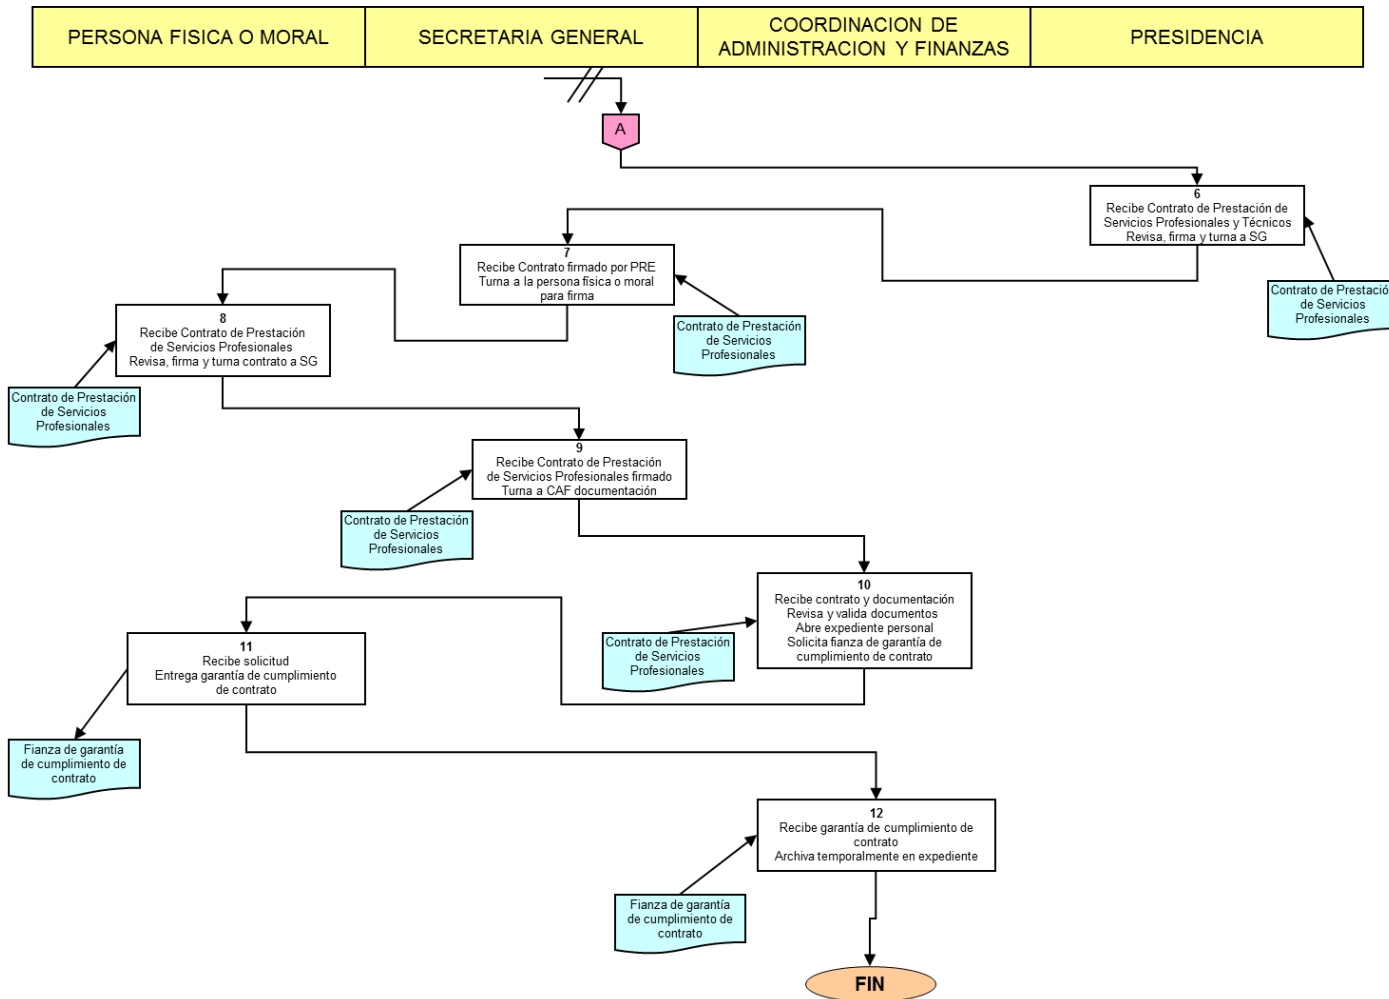 PERSONA FISICA O MORAL
SECRETARIA GENERAL
COORDINACION DE
ADMINISTRACION Y FINANZAS
PRESIDENCIA
A
6
Recibe Contrato de Prestación de
Servicios Profesionales y Técnicos
Revisa, firma y turna a SG
Contrato de Prestación
de Servicios
Profesionales
7
Recibe Contrato firmado por PRE
Turna a la persona física o moral
para firma
Contrato de Prestación
de Servicios
Profesionales
8
Recibe Contrato de Prestación
de Servicios Profesionales
Revisa, firma y turna contrato a SG
Contrato de Prestación
de Servicios
Profesionales
9
Recibe Contrato de Prestación
de Servicios Profesionales firmado
Turna a CAF documentación
Contrato de Prestación
de Servicios
Profesionales
10
Recibe contrato y documentación
Revisa y valida documentos
Abre expediente personal
Solicita fianza de garantía de
cumplimiento de contrato
Contrato de Prestación
de Servicios
Profesionales
11
Recibe solicitud
Entrega garantía de cumplimiento
de contrato
Fianza de garantía
de cumplimiento de
contrato
12
Recibe garantía de cumplimiento de
contrato
Archiva temporalmente en expediente
Fianza de garantía
de cumplimiento de
contrato
FIN